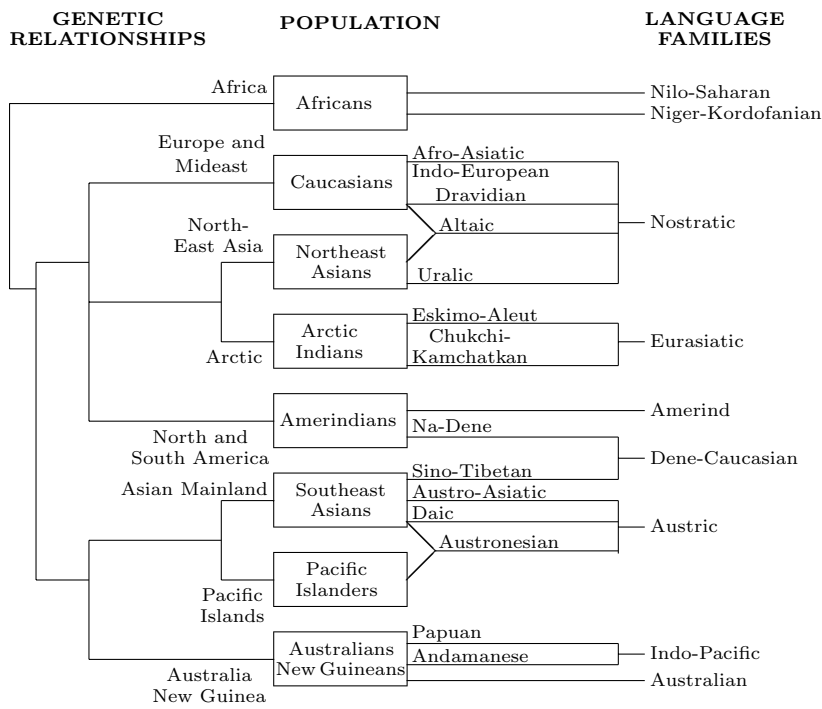 GENETIC
RELATIONSHIPS
POPULATION
LANGUAGE
FAMILIES
Africa
Africans
Nilo-Saharan
Niger-Kordofanian
Europe and
Mideast
Caucasians
Afro-Asiatic
Indo-European
Dravidian
Altaic
Nostratic
North-
East Asia
Northeast
Asians
Uralic
Arctic
Arctic
Indians
Eskimo-Aleut
Chukchi-
Kamchatkan
Eurasiatic
Amerindians
Amerind
North and
South America
Na-Dene
Dene-Caucasian
Sino-Tibetan
Asian Mainland
Southeast
Asians
Austro-Asiatic
Daic
Austronesian
Austric
Pacific
Islands
Pacific
Islanders
Australians
New Guineans
Papuan
Andamanese
Indo-Pacific
Australian
Australia
New Guinea